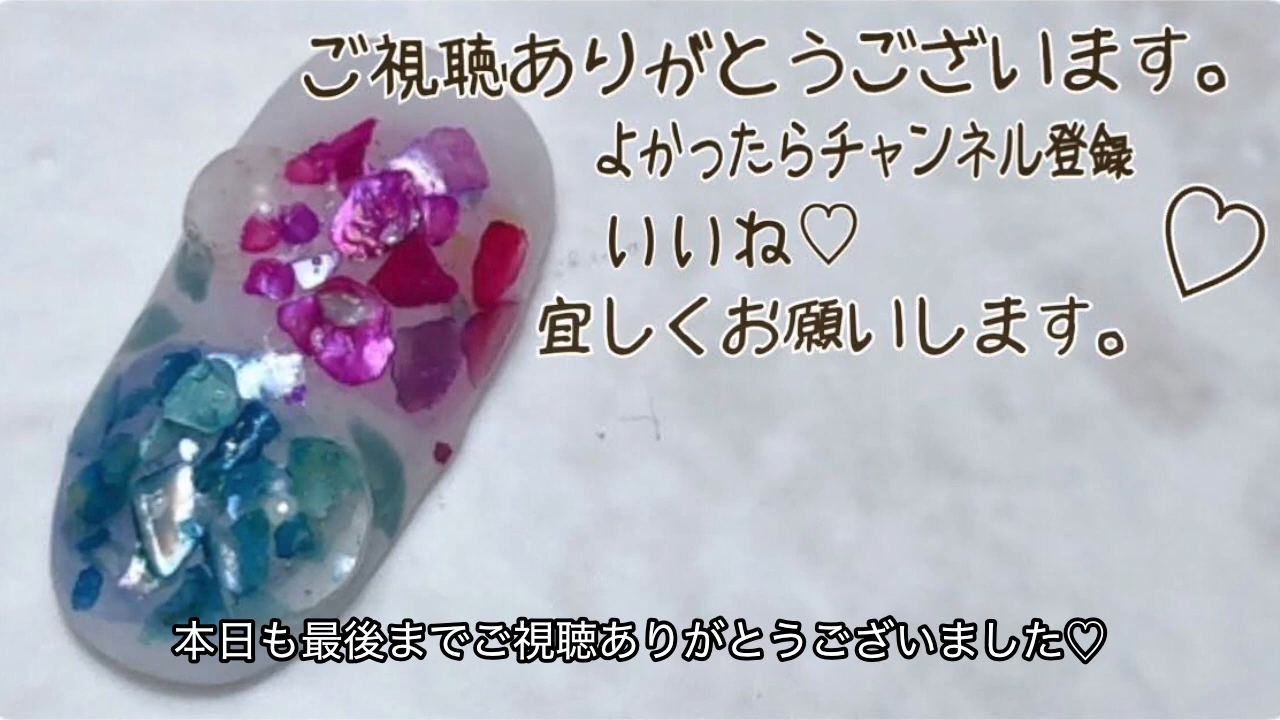 ご視聴ありがとうございます。
よかったらチャンネル登録
いいね♡
宜しくお願いします。
本日も最後までご視聴ありがとうございました♡